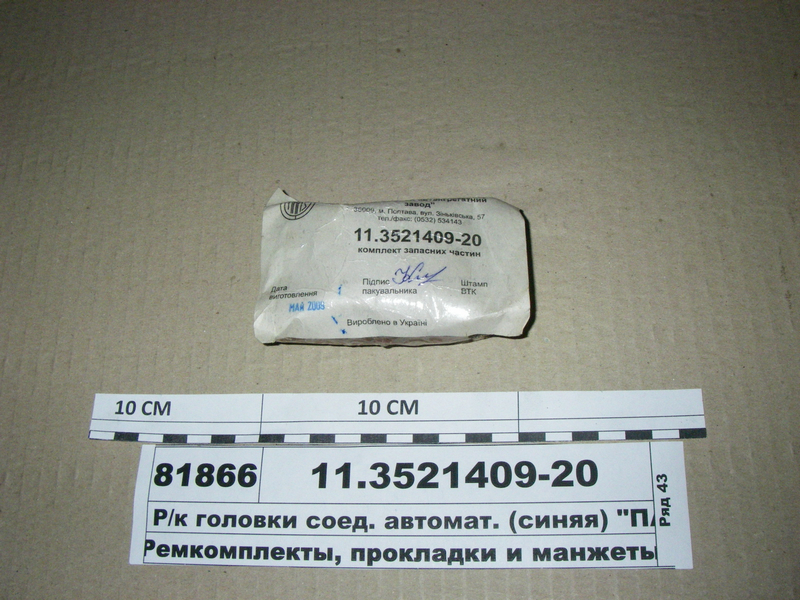 завод"
36009, м. Полтава, вул. Зіньківська, 57
тел./факс: (0532) 534143
11.3521409-20
комплект запасних частин
Дата
виготовлення
МАЙ 2009
Підпис
пакувальника
Штамп
ВТК
Вироблено в Україні
10 СМ 10 СМ
81866 11.3521409-20
Р/к головки соед. автомат. (синяя) "ПА
Ремкомплекты, прокладки и манжеты
Ряд 43